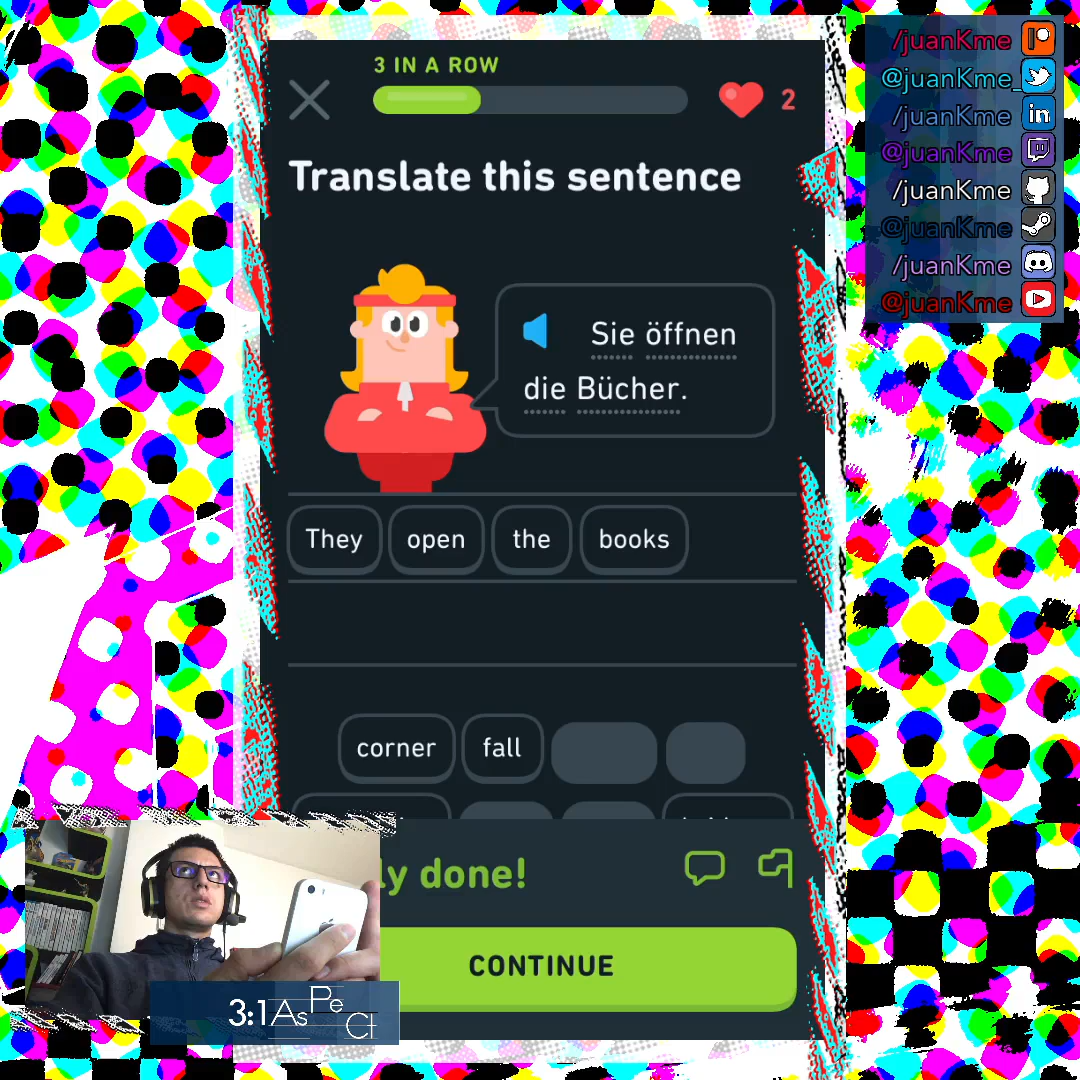 3 IN A ROW
2
Translate this sentence
Sie öffnen
die Bücher.
They open the books
corner fall
ly done!
CONTINUE
/juanKme
@juanKme_
/juanKme
@juanKme
/juanKme
@juanKme
/juanKme
@juanKme
3:1 AsPeCt